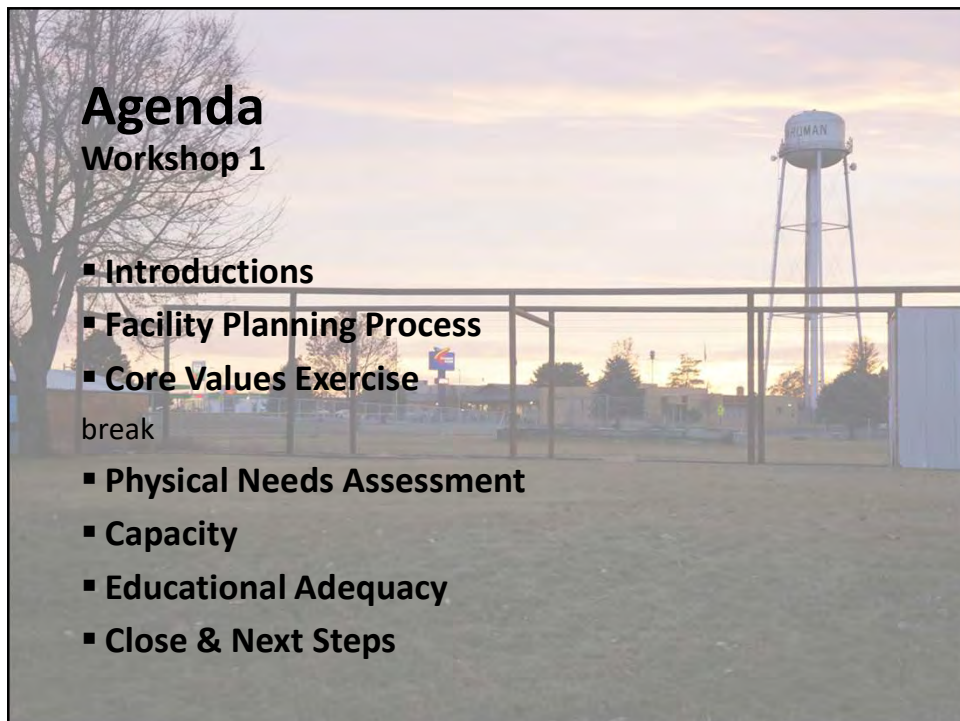 Agenda
Workshop 1
▪ Introductions
▪ Facility Planning Process
▪ Core Values Exercise
break
▪ Physical Needs Assessment
▪ Capacity
▪ Educational Adequacy
▪ Close & Next Steps